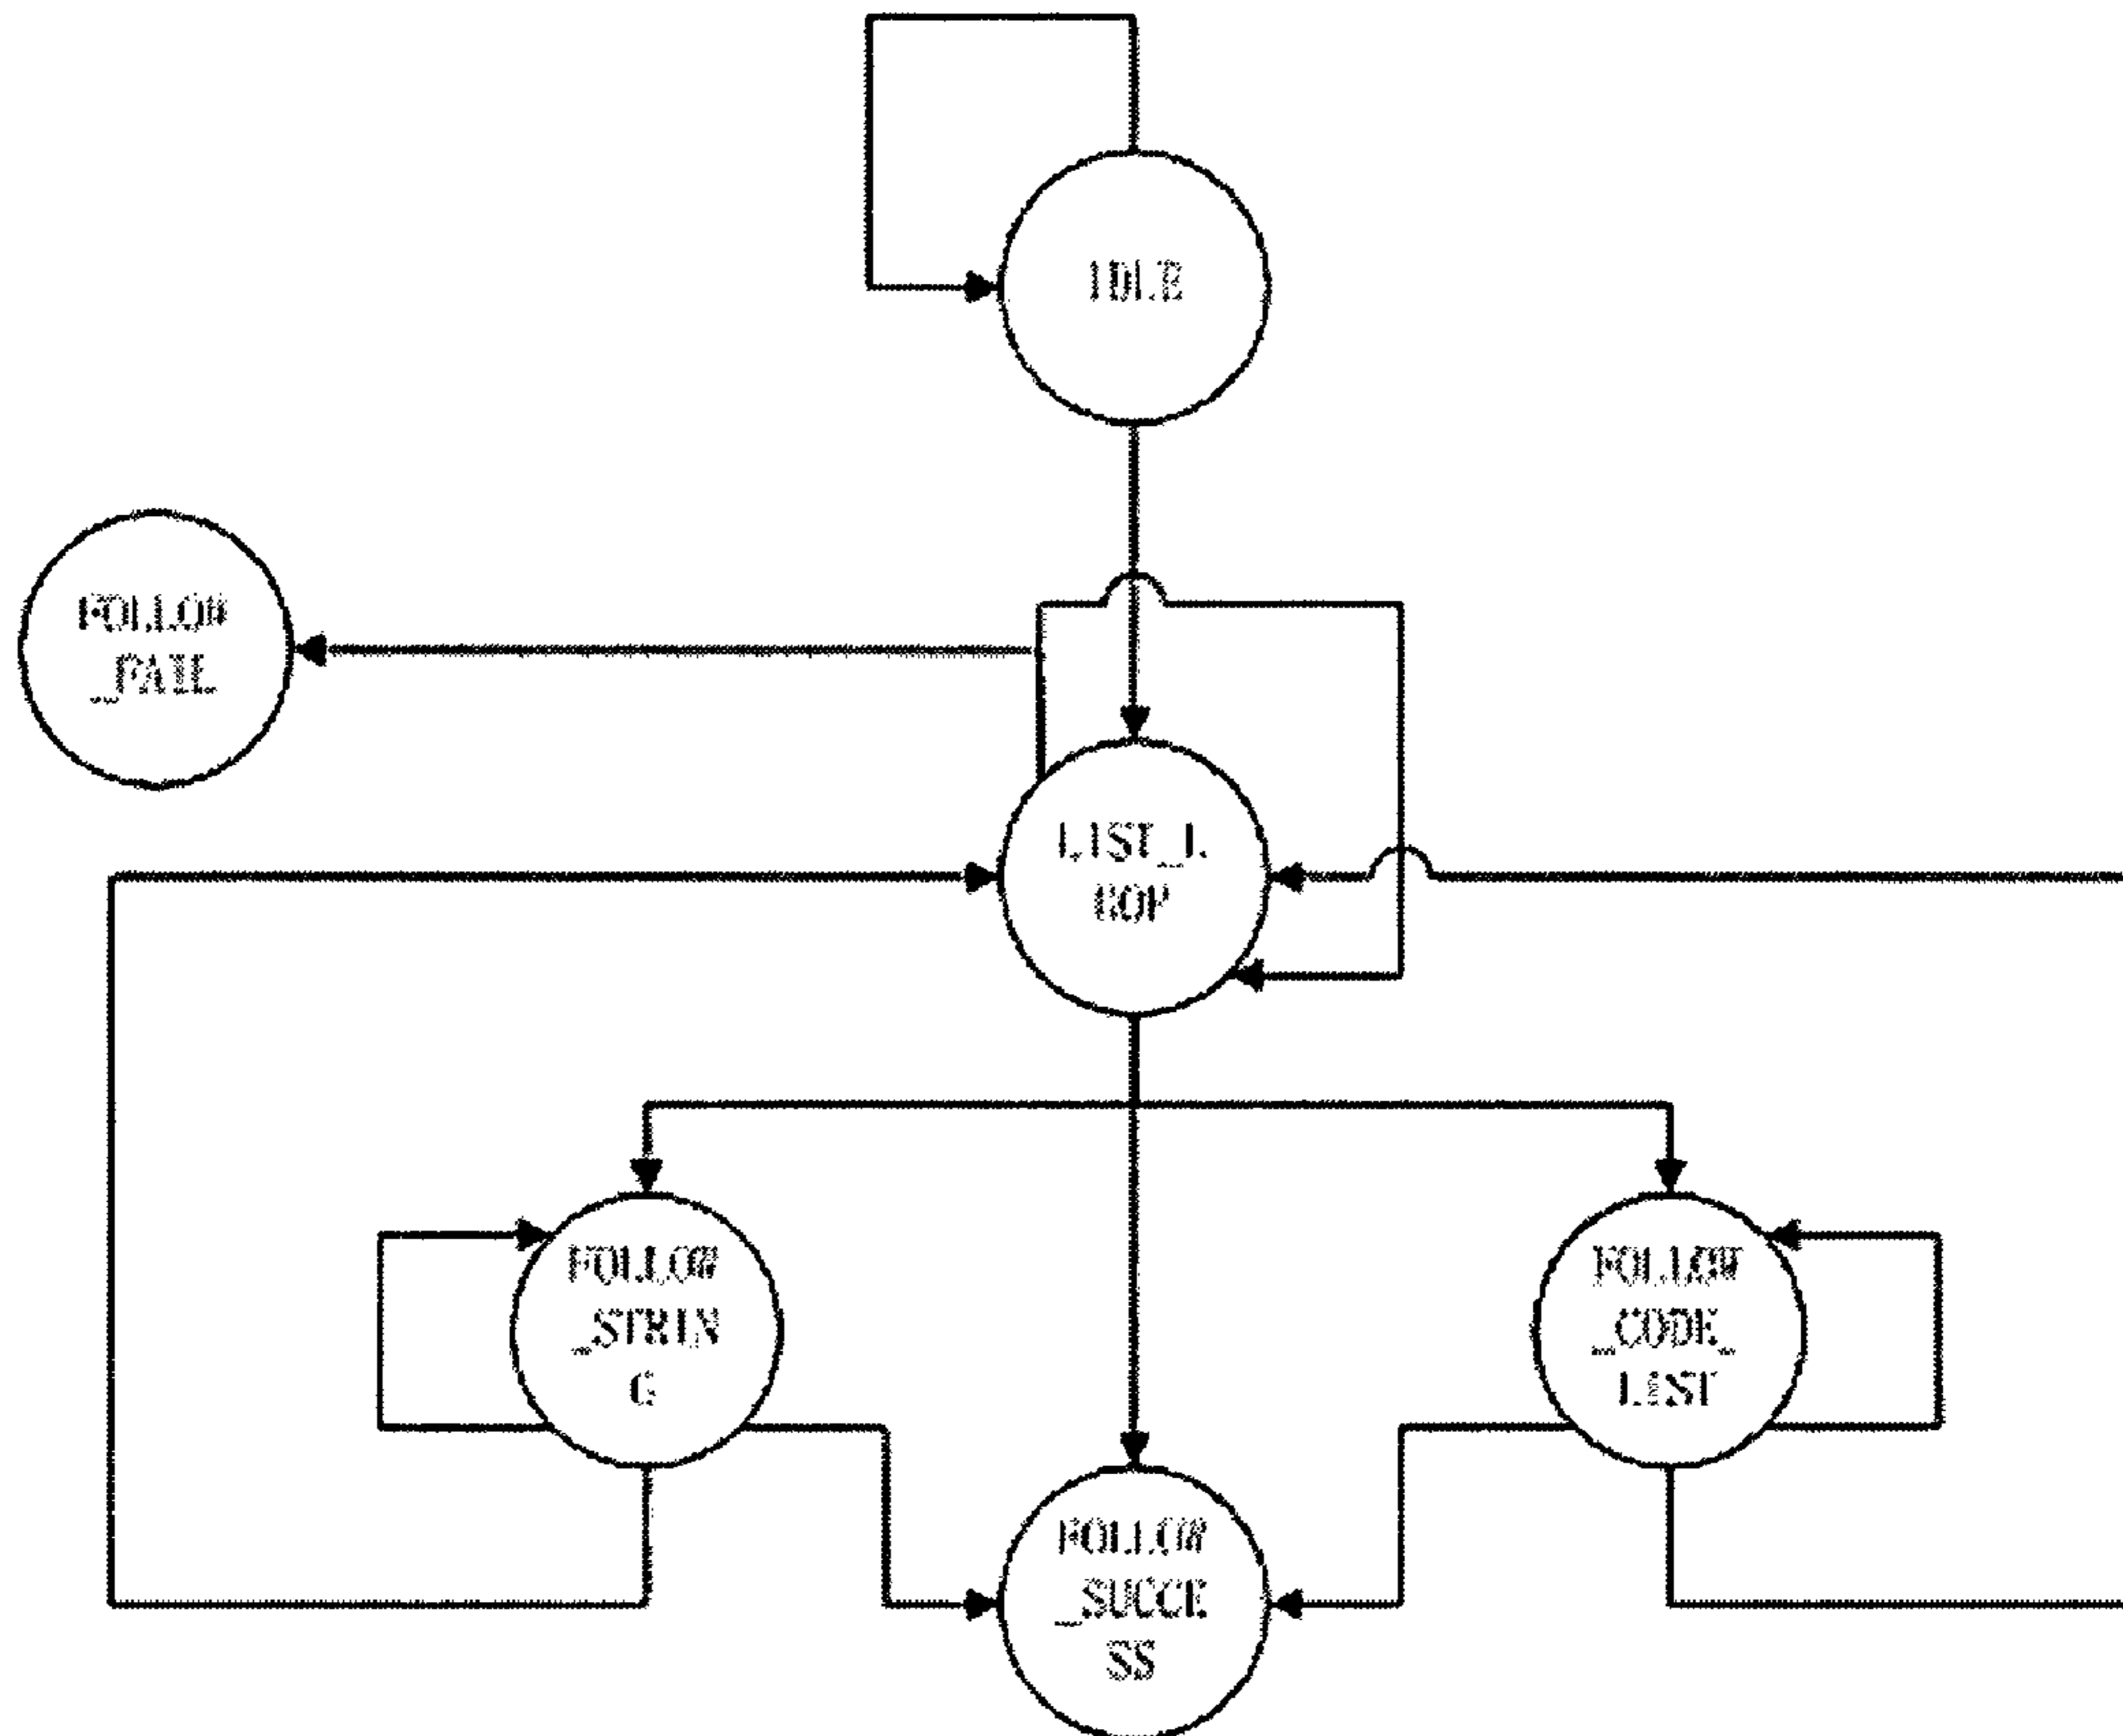 IDLE
FOLLOW
_FAIL
LIST_L
OOP
FOLLOW
_STRIN
G
FOLLOW
_CODE_
LIST
FOLLOW
_SUCCE
SS